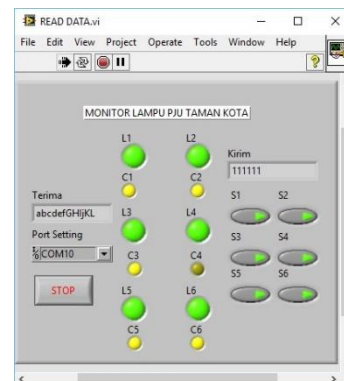 READ DATA.vi
File Edit View Project Operate Tools Window Help
MONITOR LAMPU PJU TAMAN KOTA
L1 L2
Kirim
111111
C1 C2
Terima
abcdefGHIjKL
S1 S2
L3 L4
Port Setting
COM10
S3 S4
C3 C4
STOP
S5 S6
L5 L6
C5 C6